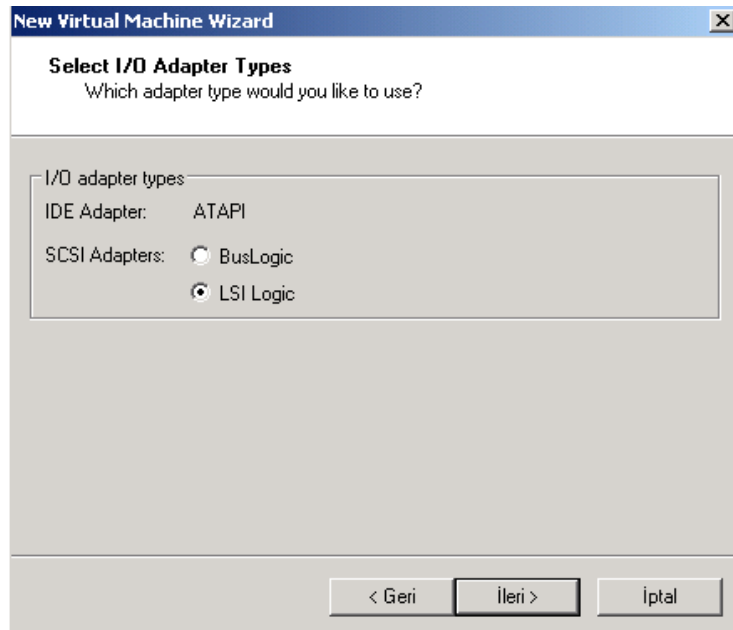 New Virtual Machine Wizard
Select I/O Adapter Types
Which adapter type would you like to use?
I/O adapter types
IDE Adapter: ATAPI
SCSI Adapters: BusLogic
LSI Logic
< Geri İleri > İptal